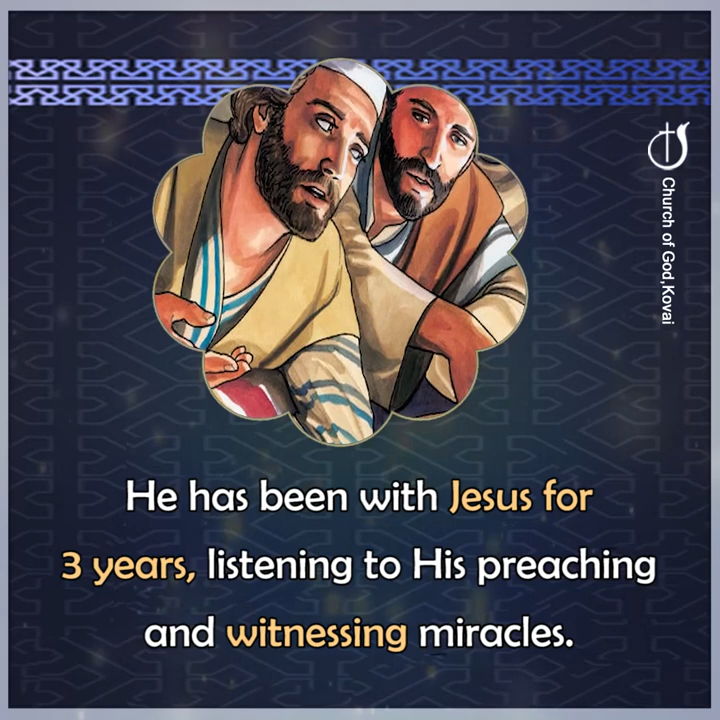 Church of God,Kovai
He has been with Jesus for
3 years, listening to His preaching
and witnessing miracles.